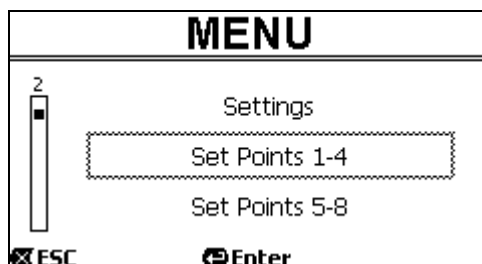 MENU
2
Settings
Set Points 1-4
Set Points 5-8
ESC Enter